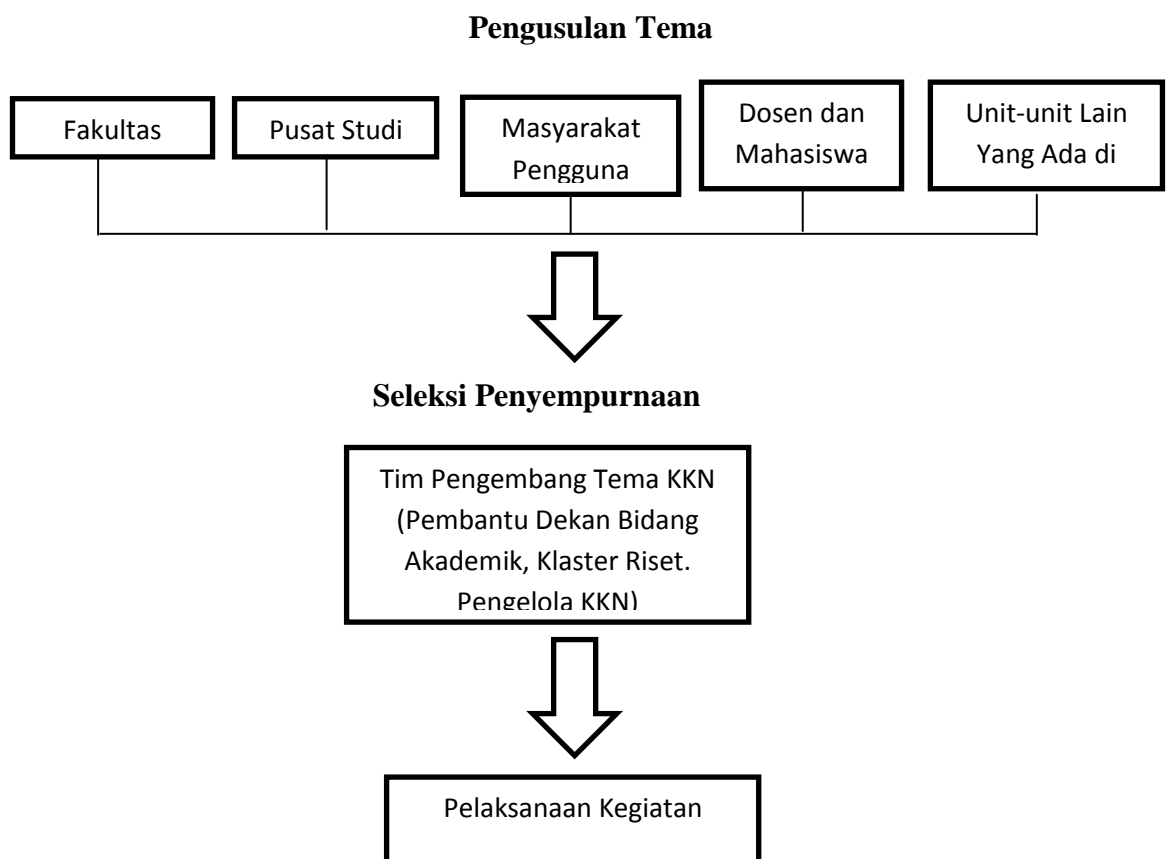 Pengusulan Tema
Fakultas
Pusat Studi
Masyarakat
Pengguna
Dosen dan
Mahasiswa
Unit-unit Lain
Yang Ada di
Seleksi Penyempurnaan
Tim Pengembang Tema KKN
(Pembantu Dekan Bidang
Akademik, Klaster Riset.
Pengelola KKN)
Pelaksanaan Kegiatan